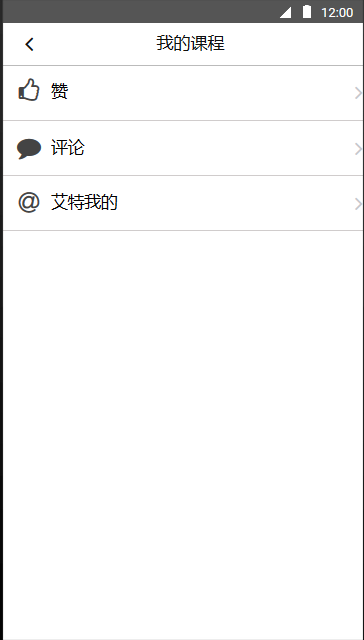 12:00
我的课程
赞
评论
@ 艾特我的